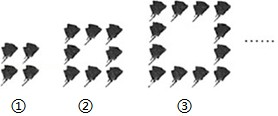 ……
① ② ③